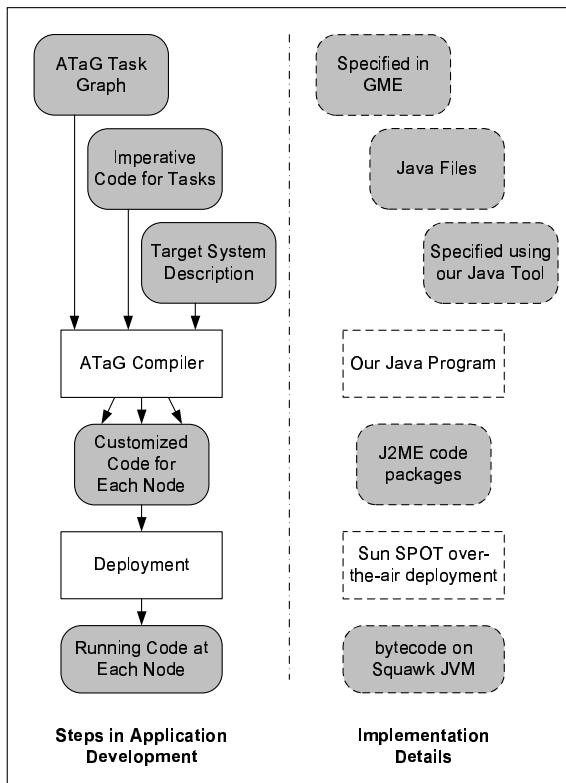 ATaG Task
Graph
Specified in
GME
Imperative
Code for Tasks
Java Files
Target System
Description
Specified using
our Java Tool
ATaG Compiler
Our Java Program
Customized
Code for
Each Node
J2ME code
packages
Deployment
Sun SPOT over-
the-air deployment
Running Code at
Each Node
bytecode on
Squawk JVM
Steps in Application
Development
Implementation
Details